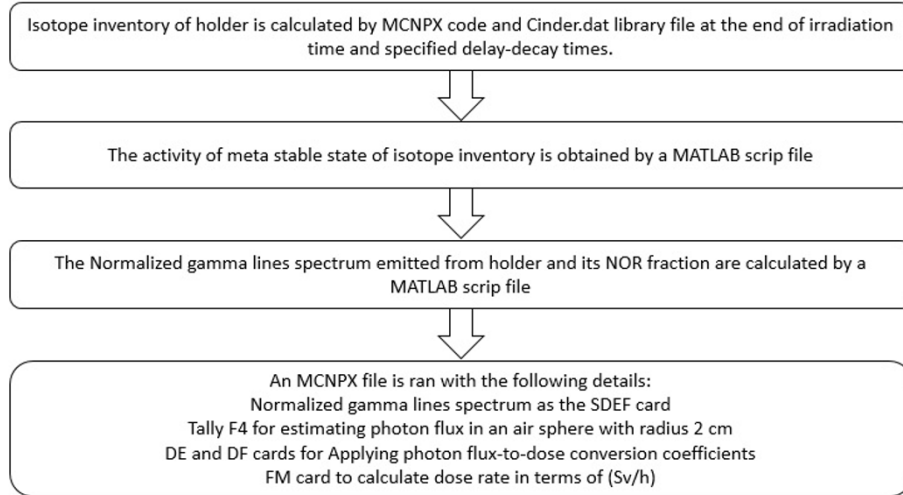 Isotope inventory of holder is calculated by MCNPX code and Cinder.dat library file at the end of irradiation
time and specified delay-decay times.
The activity of meta stable state of isotope inventory is obtained by a MATLAB scrip file
The Normalized gamma lines spectrum emitted from holder and its NOR fraction are calculated by a
MATLAB scrip file
An MCNPX file is ran with the following details:
Normalized gamma lines spectrum as the SDEF card
Tally F4 for estimating photon flux in an air sphere with radius 2 cm
DE and DF cards for Applying photon flux-to-dose conversion coefficients
FM card to calculate dose rate in terms of (Sv/h)